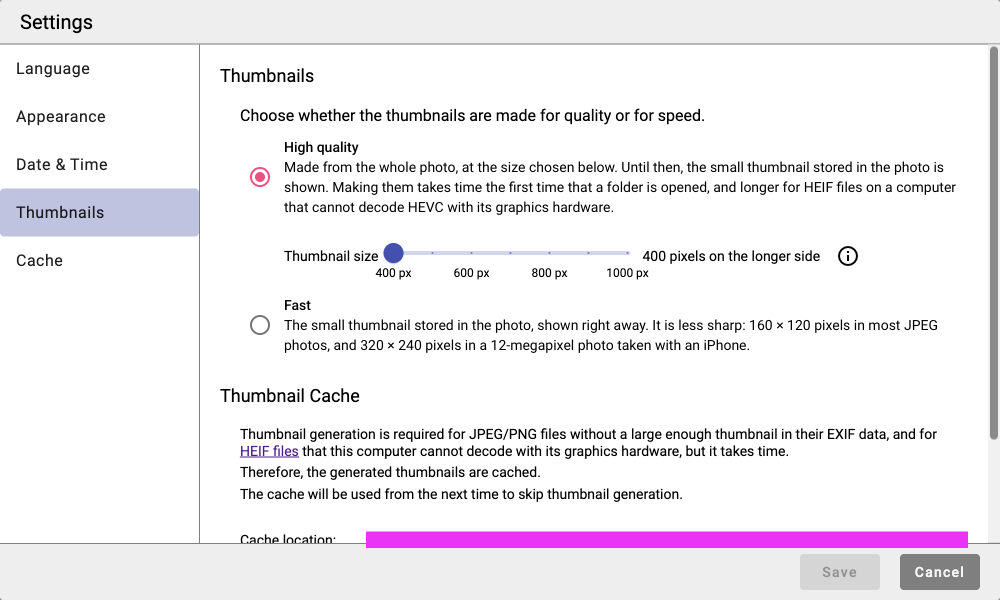 Settings
Language
Appearance
Date & Time
Thumbnails
Cache
Thumbnails
Choose whether the thumbnails are made for quality or for speed.
High quality
Made from the whole photo, at the size chosen below. Until then, the small thumbnail stored in the photo is
shown. Making them takes time the first time that a folder is opened, and longer for HEIF files on a computer
that cannot decode HEVC with its graphics hardware.
Thumbnail size
400 pixels on the longer side
400 px 600 px 800 px 1000 px
Fast
The small thumbnail stored in the photo, shown right away. It is less sharp: 160 × 120 pixels in most JPEG
photos, and 320 × 240 pixels in a 12-megapixel photo taken with an iPhone.
Thumbnail Cache
Thumbnail generation is required for JPEG/PNG files without a large enough thumbnail in their EXIF data, and for
HEIF files that this computer cannot decode with its graphics hardware, but it takes time.
Therefore, the generated thumbnails are cached.
The cache will be used from the next time to skip thumbnail generation.
Cache location:
Save
Cancel